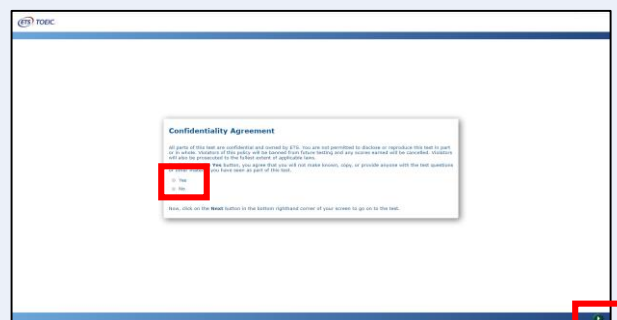 ETS TOEIC
Confidentiality Agreement
All parts of this test are confidential and owned by ETS. You are not permitted to disclose or reproduce this test in part
or in whole. Violators of this policy will be banned from future testing and any scores earned will be cancelled. Violators
will also be prosecuted to the fullest extent of applicable laws.
Yes button, you agree that you will not make known, copy, or provide anyone with the test questions
you have seen as part of this test.
Yes
No
Now, click on the Next button in the bottom righthand corner of your screen to go on to the test.